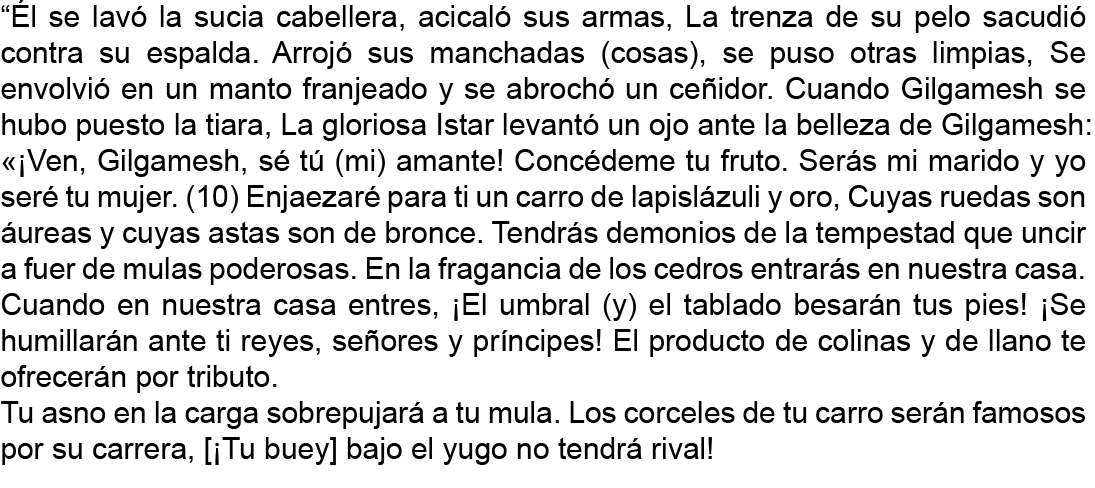 “Él se lavó la sucia cabellera, acicaló sus armas, La trenza de su pelo sacudió
contra su espalda. Arrojó sus manchadas (cosas), se puso otras limpias, Se
envolvió en un manto franjeado y se abrochó un ceñidor. Cuando Gilgamesh se
hubo puesto la tiara, La gloriosa Istar levantó un ojo ante la belleza de Gilgamesh:
«¡Ven, Gilgamesh, sé tú (mi) amante! Concédeme tu fruto. Serás mi marido y yo
seré tu mujer. (10) Enjaezaré para ti un carro de lapislázuli y oro, Cuyas ruedas son
áureas y cuyas astas son de bronce. Tendrás demonios de la tempestad que uncir
a fuer de mulas poderosas. En la fragancia de los cedros entrarás en nuestra casa.
Cuando en nuestra casa entres, ¡El umbral (y) el tablado besarán tus pies! ¡Se
humillarán ante ti reyes, señores y príncipes! El producto de colinas y de llano te
ofrecerán por tributo.
Tu asno en la carga sobrepujará a tu mula. Los corceles de tu carro serán famosos
por su carrera, [¡Tu buey] bajo el yugo no tendrá rival!